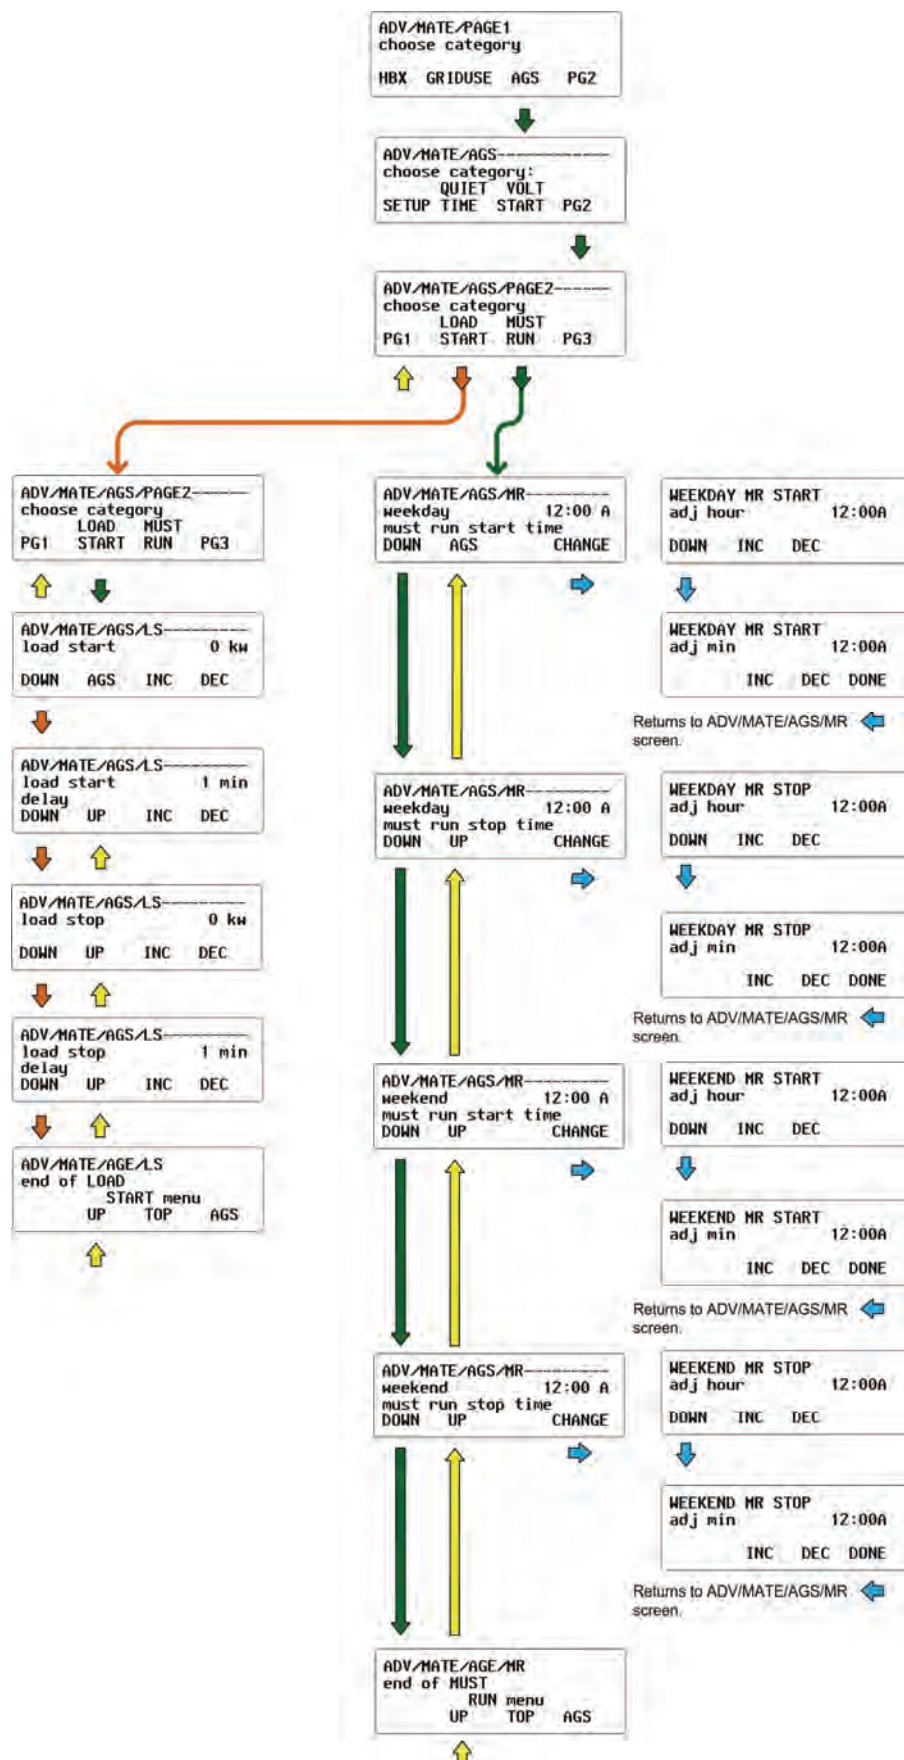 ADV/MATE/PAGE1
choose category
HBX GRIDUSE AGS PG2
ADV/MATE/AGS------------
choose category:
QUIET VOLT
SETUP TIME START PG2
ADV/MATE/AGS/PAGE2------
choose category
LOAD MUST
PG1 START RUN PG3
ADV/MATE/AGS/PAGE2------
choose category
LOAD MUST
PG1 START RUN PG3
ADV/MATE/AGS/LS---------
load start 0 kw
DOWN AGS INC DEC
ADV/MATE/AGS/LS---------
load start 1 min
delay
DOWN UP INC DEC
ADV/MATE/AGS/LS---------
load stop 0 kw
DOWN UP INC DEC
ADV/MATE/AGS/LS---------
load stop 1 min
delay
DOWN UP INC DEC
ADV/MATE/AGE/LS
end of LOAD
START menu
UP TOP AGS
ADV/MATE/AGS/MR---------
weekday 12:00 A
must run start time
DOWN AGS CHANGE
WEEKDAY MR START
adj hour 12:00A
DOWN INC DEC
WEEKDAY MR START
adj min 12:00A
INC DEC DONE
Returns to ADV/MATE/AGS/MR
screen.
ADV/MATE/AGS/MR---------
weekday 12:00 A
must run stop time
DOWN UP CHANGE
WEEKDAY MR STOP
adj hour 12:00A
DOWN INC DEC
WEEKDAY MR STOP
adj min 12:00A
INC DEC DONE
Returns to ADV/MATE/AGS/MR
screen.
ADV/MATE/AGS/MR---------
weekend 12:00 A
must run start time
DOWN UP CHANGE
WEEKEND MR START
adj hour 12:00A
DOWN INC DEC
WEEKEND MR START
adj min 12:00A
INC DEC DONE
Returns to ADV/MATE/AGS/MR
screen.
ADV/MATE/AGS/MR---------
weekend 12:00 A
must run stop time
DOWN UP CHANGE
WEEKEND MR STOP
adj hour 12:00A
DOWN INC DEC
WEEKEND MR STOP
adj min 12:00A
INC DEC DONE
Returns to ADV/MATE/AGS/MR
screen.
ADV/MATE/AGE/MR
end of MUST
RUN menu
UP TOP AGS